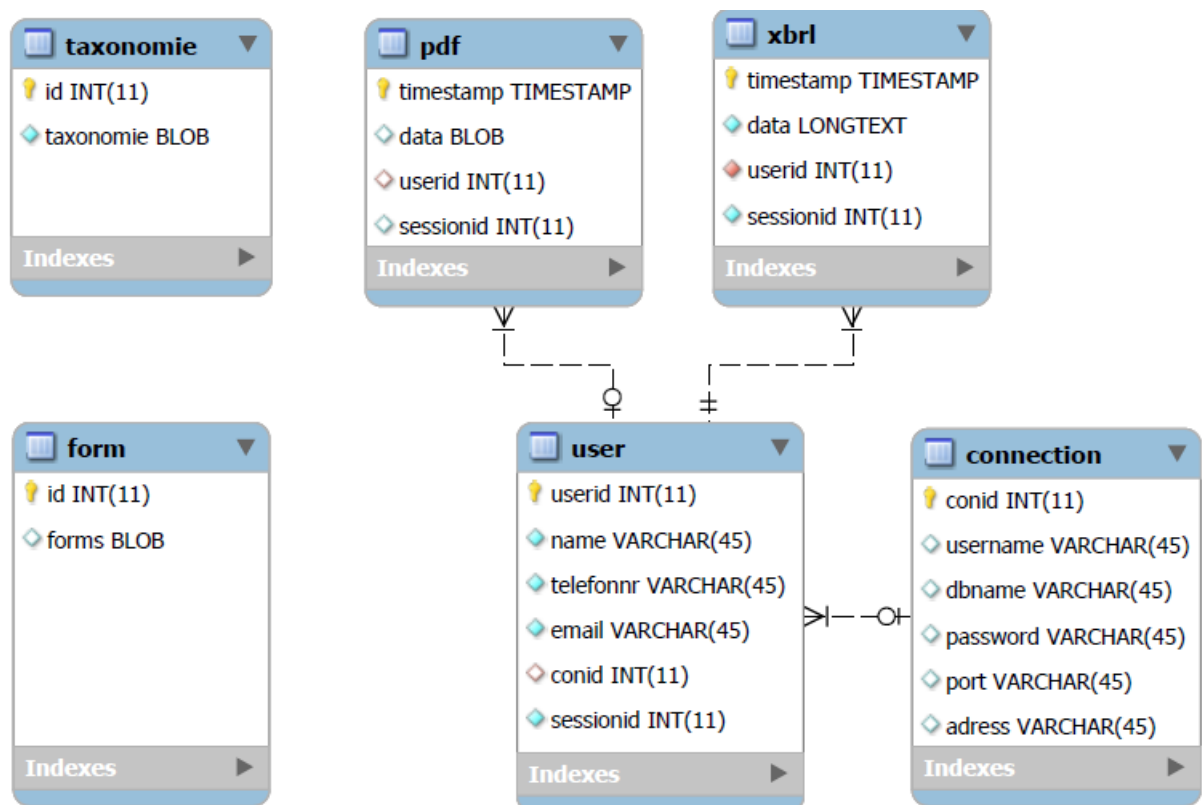 taxonomie
id INT(11)
taxonomie BLOB
Indexes
pdf
timestamp TIMESTAMP
data BLOB
userid INT(11)
sessionid INT(11)
Indexes
xbrl
timestamp TIMESTAMP
data LONGTEXT
userid INT(11)
sessionid INT(11)
Indexes
form
id INT(11)
forms BLOB
Indexes
user
userid INT(11)
name VARCHAR(45)
telefonnr VARCHAR(45)
email VARCHAR(45)
conid INT(11)
sessionid INT(11)
Indexes
connection
conid INT(11)
username VARCHAR(45)
dbname VARCHAR(45)
password VARCHAR(45)
port VARCHAR(45)
adress VARCHAR(45)
Indexes